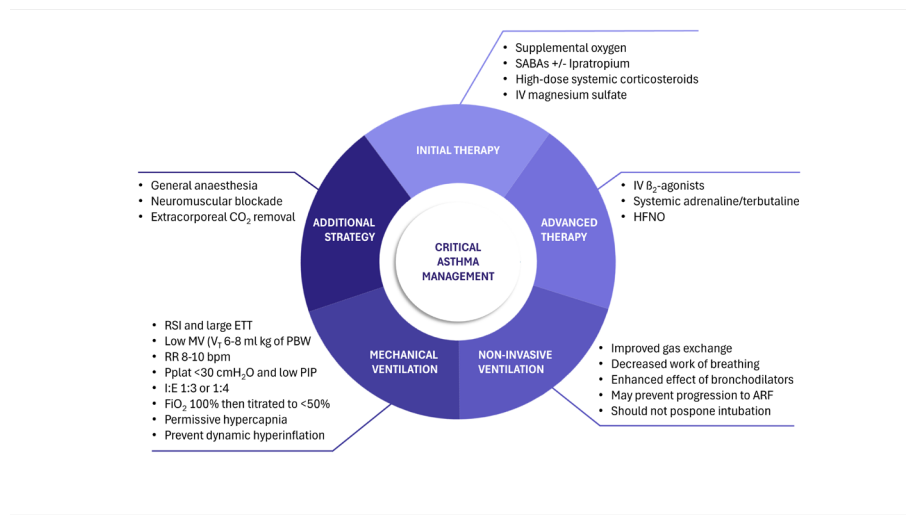 • Supplemental oxygen
• SABAs +/- Ipratropium
• High-dose systemic corticosteroids
• IV magnesium sulfate
INITIAL THERAPY
• General anaesthesia
• Neuromuscular blockade
• Extracorporeal CO₂ removal
ADDITIONAL
STRATEGY
• IV ß₂-agonists
• Systemic adrenaline/terbutaline
• HFNO
ADVANCED
THERAPY
CRITICAL
ASTHMA
MANAGEMENT
• RSI and large ETT
• Low MV (V_T 6-8 ml kg of PBW
• RR 8-10 bpm
• Pplat <30 cmH₂O and low PIP
• I:E 1:3 or 1:4
• FiO₂ 100% then titrated to <50%
• Permissive hypercapnia
• Prevent dynamic hyperinflation
MECHANICAL
VENTILATION
NON-INVASIVE
VENTILATION
• Improved gas exchange
• Decreased work of breathing
• Enhanced effect of bronchodilators
• May prevent progression to ARF
• Should not pospone intubation